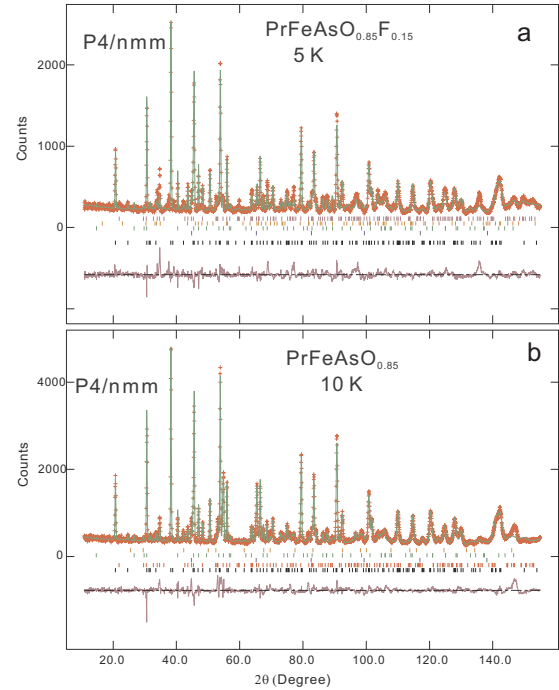 P4/nmm
PrFeAsO0.85F0.15
a
5 K
2000
Counts
1000
0
b
PrFeAsO0.85
P4/nmm
10 K
4000
Counts
2000
0
20.0 40.0 60.0 80.0 100.0 120.0 140.0
2θ (Degree)